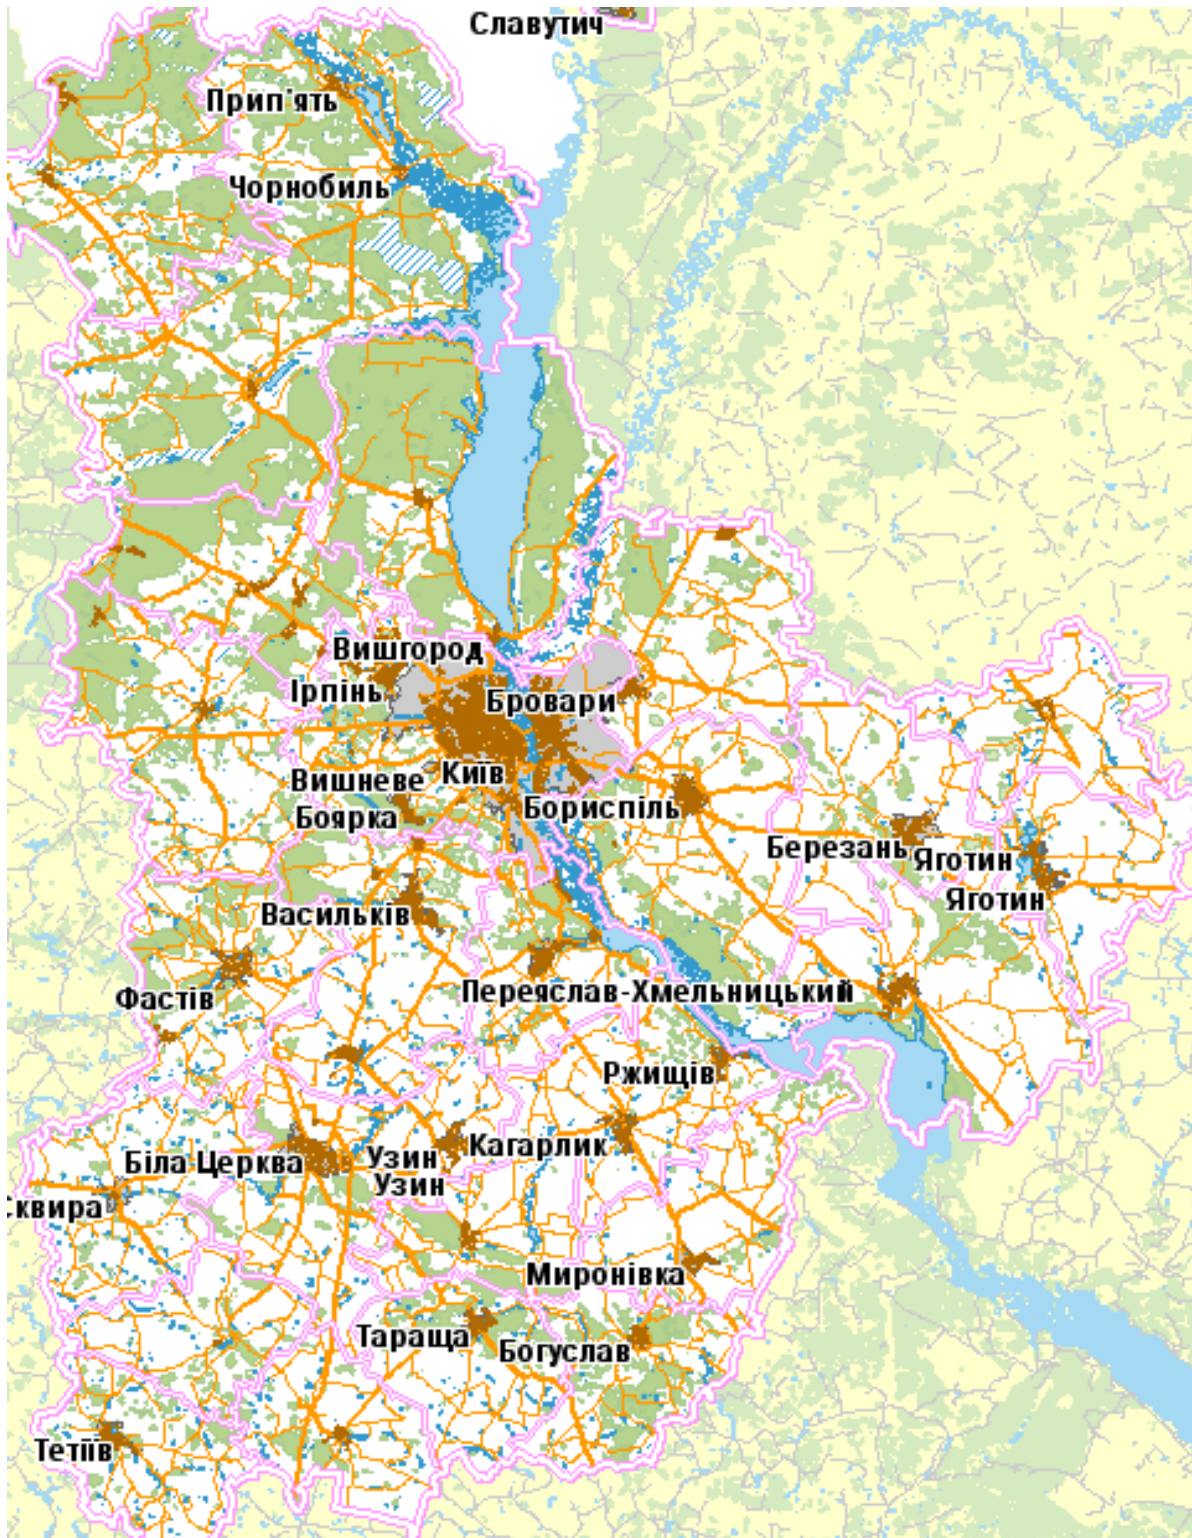 Славутич
Прип'ять
Чорнобиль
Вишгород
Ірпінь
Бровари
Вишневе
Київ
Боярка
Бориспіль
Березань
Яготин
Яготин
Васильків
Фастів
Переяслав-Хмельницький
Ржищів
Кагарлик
Узин
Біла Церква
Узин
сквира
Миронівка
Тараща
Богуслав
Тетіїв